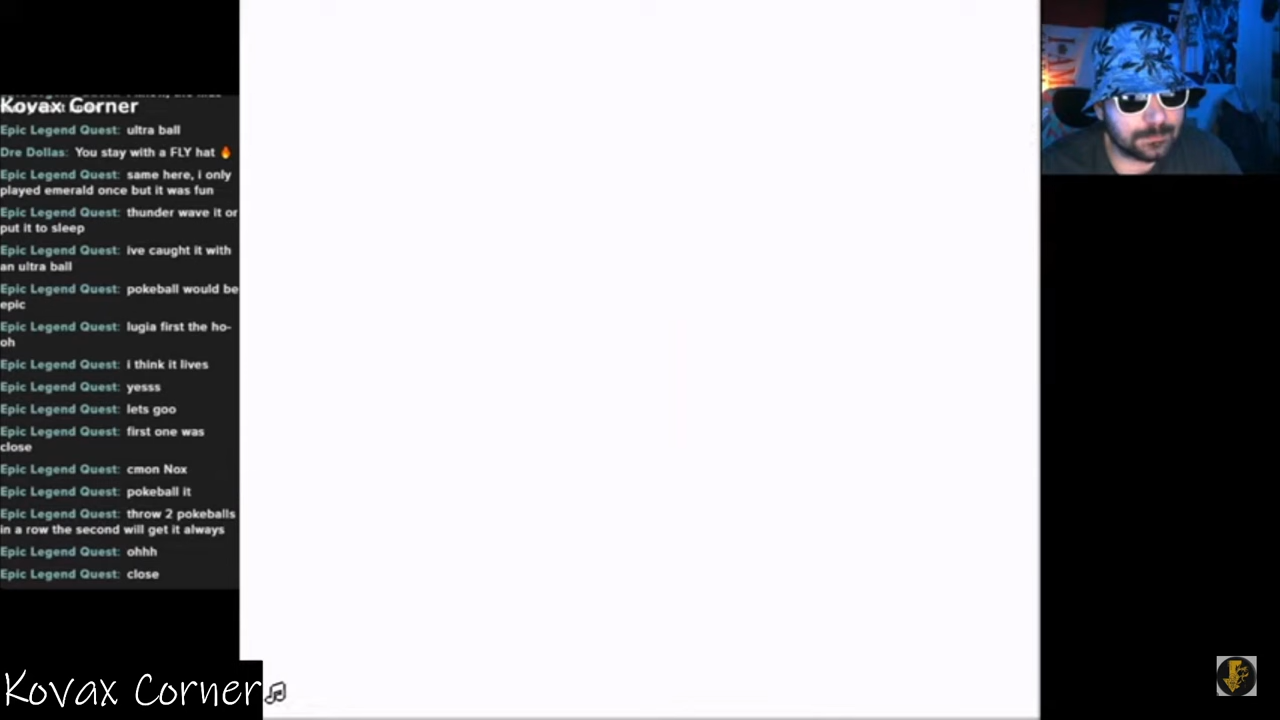 Kovax Corner
Epic Legend Quest: ultra ball
Dre Dollas: You stay with a FLY hat 🔥
Epic Legend Quest: same here, i only
played emerald once but it was fun
Epic Legend Quest: thunder wave it or
put it to sleep
Epic Legend Quest: ive caught it with
an ultra ball
Epic Legend Quest: pokeball would be
epic
Epic Legend Quest: lugia first the ho-
oh
Epic Legend Quest: i think it lives
Epic Legend Quest: yesss
Epic Legend Quest: lets goo
Epic Legend Quest: first one was
close
Epic Legend Quest: cmon Nox
Epic Legend Quest: pokeball it
Epic Legend Quest: throw 2 pokeballs
in a row the second will get it always
Epic Legend Quest: ohhh
Epic Legend Quest: close
Kovax Corner